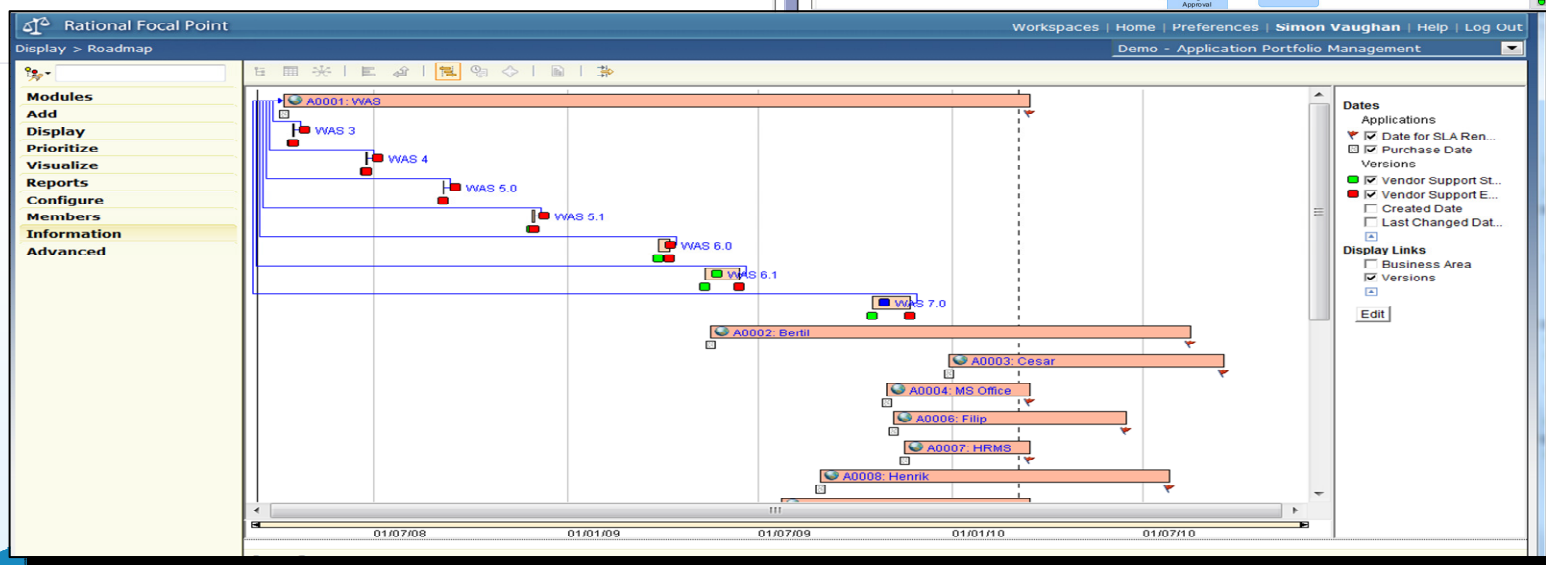 Approval
Rational Focal Point
Workspaces | Home | Preferences | Simon Vaughan | Help | Log Out
Display > Roadmap
Demo - Application Portfolio Management
Modules
Add
Display
Prioritize
Visualize
Reports
Configure
Members
Information
Advanced
A0001: WAS
WAS 3
WAS 4
WAS 5.0
WAS 5.1
WAS 6.0
WAS 6.1
WAS 7.0
A0002: Bertil
A0003: Cesar
A0004: MS Office
A0006: Filip
A0007: HRMS
A0008: Henrik
01/07/08
01/01/09
01/07/09
01/01/10
01/07/10
Dates
Applications
Date for SLA Ren...
Purchase Date
Versions
Vendor Support St...
Vendor Support E...
Created Date
Last Changed Dat...
Display Links
Business Area
Versions
Edit